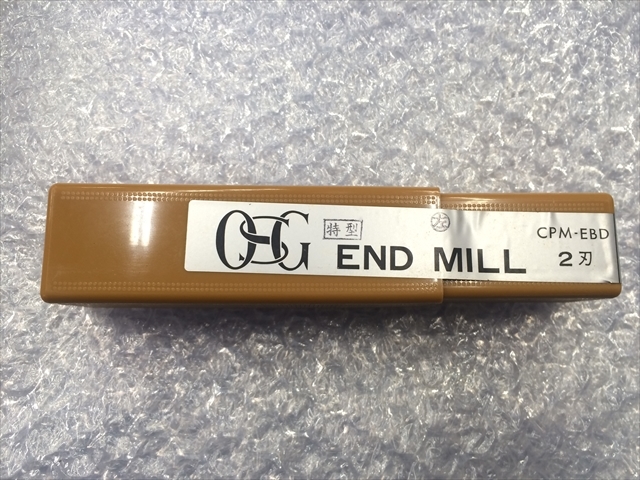 OSG 特型 END MILL
CPM-EBD
2刃